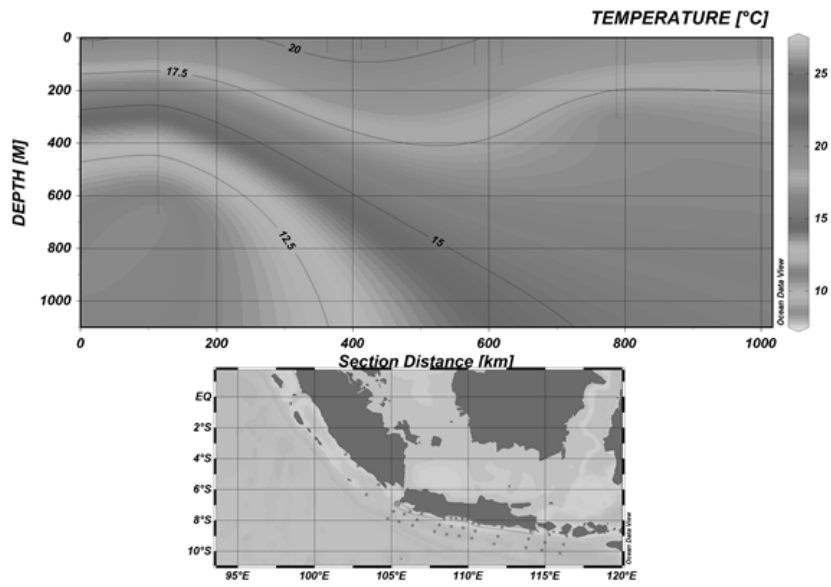 TEMPERATURE [°C]
0
200
400
600
800
1000
DEPTH [M]
20
17.5
15
12.5
25
20
15
10
Ocean Data View
0
200
400
600
800
1000
Section Distance [km]
EQ
2°S
4°S
6°S
8°S
10°S
Ocean Data View
95°E
100°E
105°E
110°E
115°E
120°E